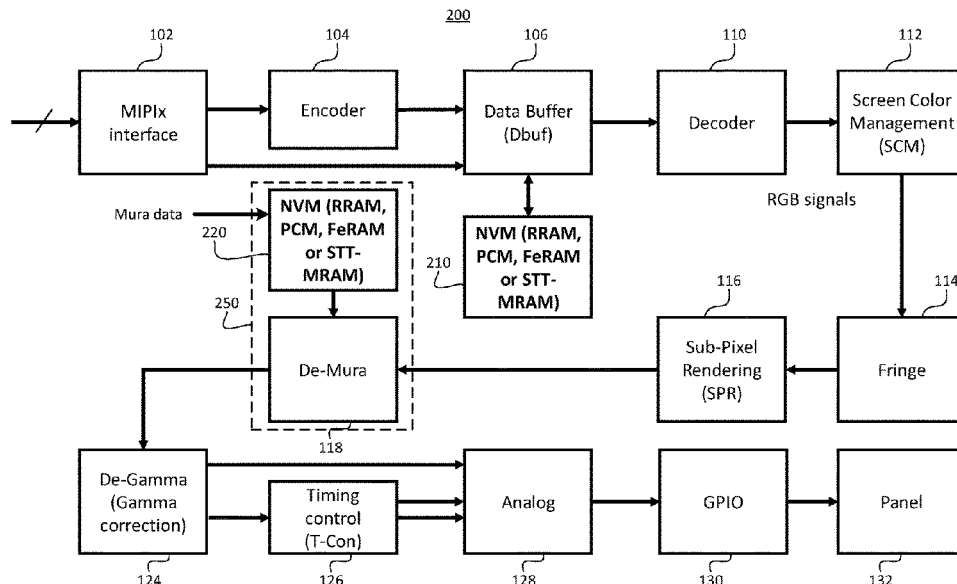 200
102
104
106
110
112
MIPIx
interface
Encoder
Data Buffer
(Dbuf)
Decoder
Screen Color
Management
(SCM)
RGB signals
Mura data
NVM (RRAM,
PCM, FeRAM
or STT-
MRAM)
220
NVM (RRAM,
PCM, FeRAM
or STT-
MRAM)
210
250
116
114
De-Mura
Sub-Pixel
Rendering
(SPR)
Fringe
118
De-Gamma
(Gamma
correction)
Timing
control
(T-Con)
Analog
GPIO
Panel
124
126
128
130
132